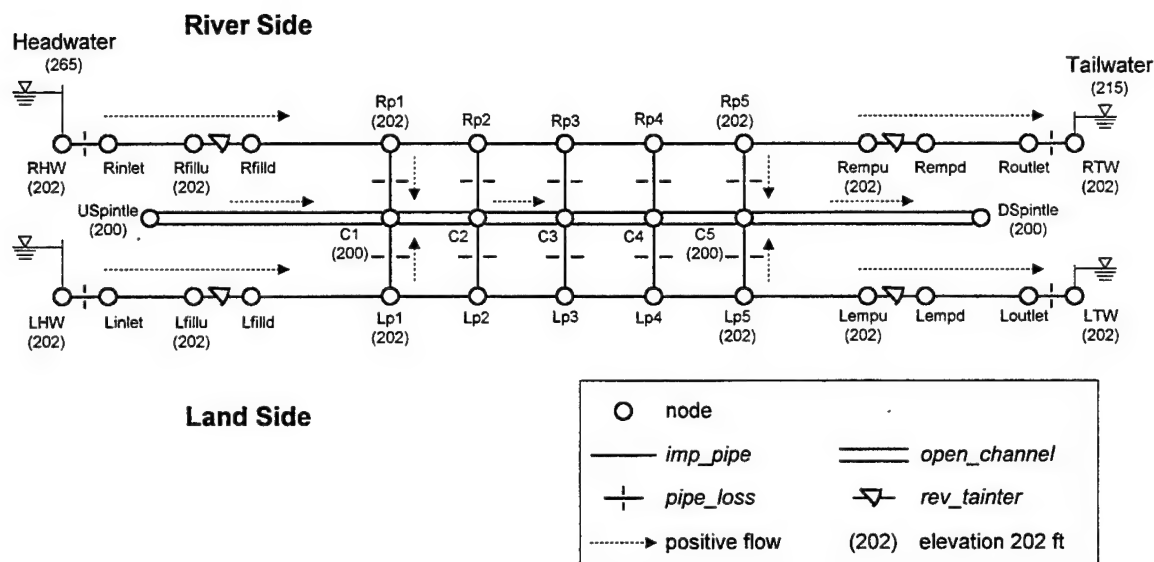 River Side
Headwater
(265)
Tailwater
(215)
Rp1
(202)
Rp2
Rp3
Rp4
Rp5
(202)
RHW
(202)
Rinlet
Rfillu
(202)
Rfilld
Rempu
(202)
Rempd
Routlet
RTW
(202)
USpintle
(200)
C1
(200)
C2
C3
C4
C5
(200)
DSpintle
(200)
LHW
(202)
Linlet
Lfillu
(202)
Lfilld
Lp1
(202)
Lp2
Lp3
Lp4
Lp5
(202)
Lempu
(202)
Lempd
Loutlet
LTW
(202)
Land Side
node
imp_pipe
open_channel
pipe_loss
rev_tainter
positive flow
(202) elevation 202 ft